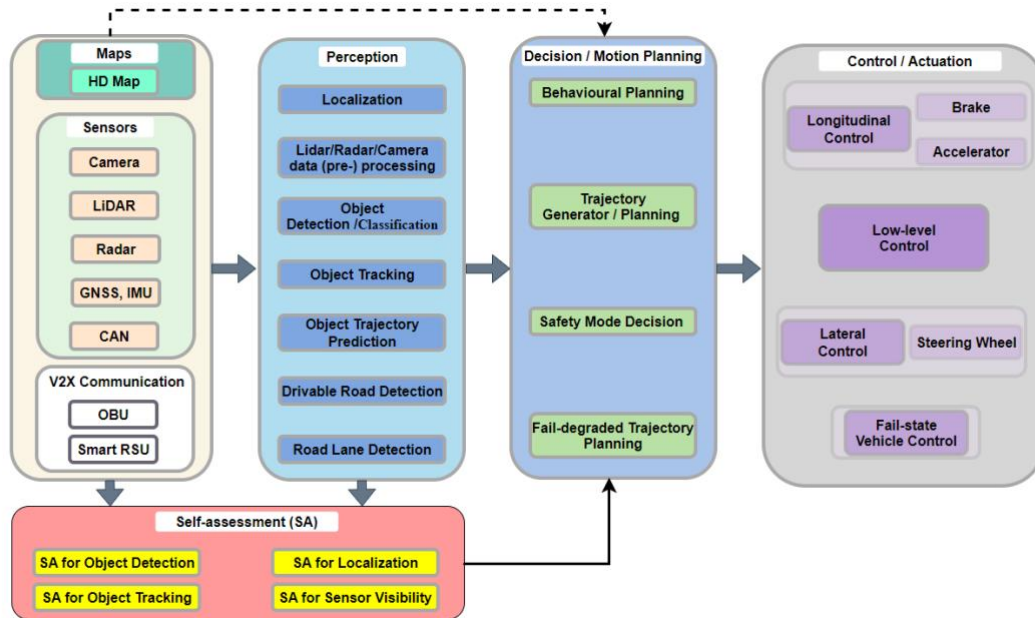 Maps
HD Map
Sensors
Camera
LiDAR
Radar
GNSS, IMU
CAN
V2X Communication
OBU
Smart RSU
Perception
Localization
Lidar/Radar/Camera
data (pre-) processing
Object
Detection /Classification
Object Tracking
Object Trajectory
Prediction
Drivable Road Detection
Road Lane Detection
Decision / Motion Planning
Behavioural Planning
Trajectory
Generator / Planning
Safety Mode Decision
Fail-degraded Trajectory
Planning
Control / Actuation
Longitudinal
Control
Brake
Accelerator
Low-level
Control
Lateral
Control
Steering Wheel
Fail-state
Vehicle Control
Self-assessment (SA)
SA for Object Detection
SA for Localization
SA for Object Tracking
SA for Sensor Visibility